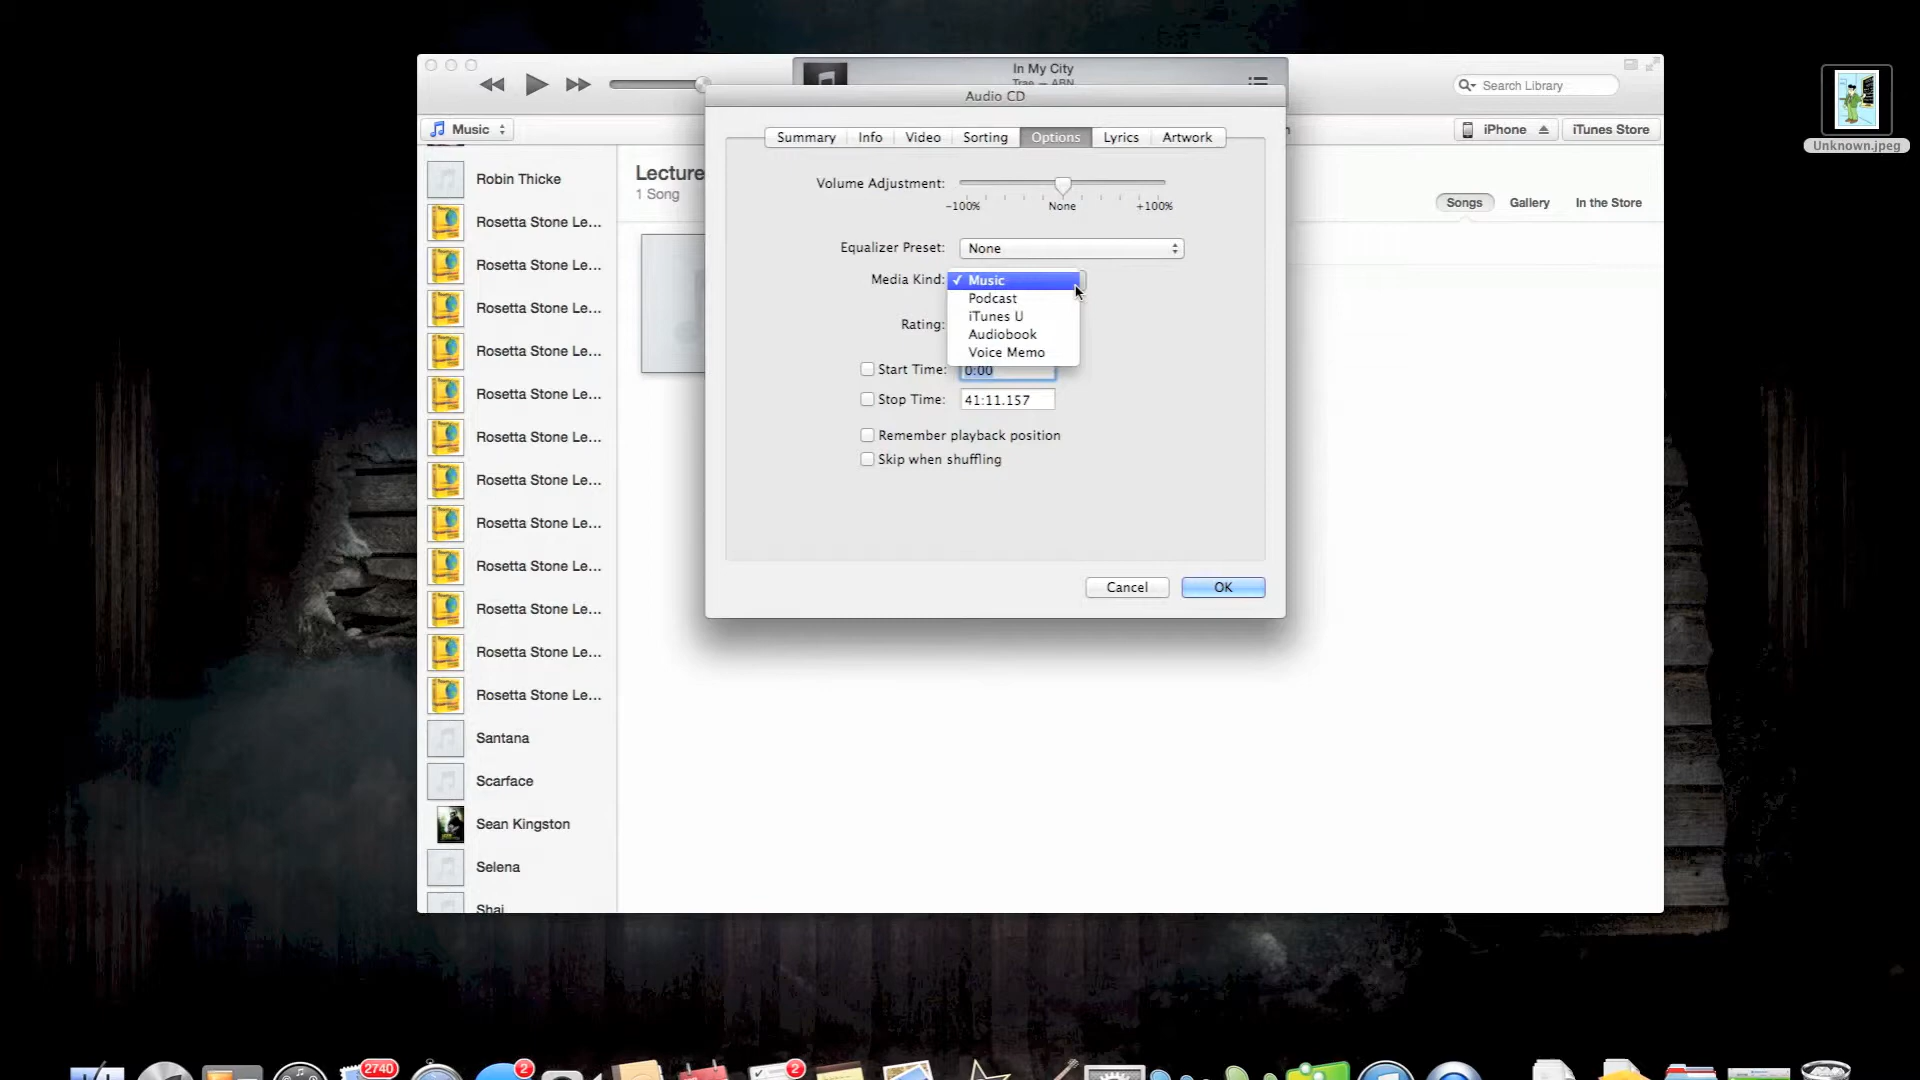 In My City
Trae — ABN
Search Library
Audio CD
Music
iPhone
iTunes Store
Summary
Info
Video
Sorting
Options
Lyrics
Artwork
Unknown.jpeg
Lecture
1 Song
Songs
Gallery
In the Store
Volume Adjustment:
-100%
None
+100%
Equalizer Preset:
None
Media Kind:
✓ Music
Podcast
iTunes U
Audiobook
Voice Memo
Rating:
Start Time:
0:00
Stop Time:
41:11.157
Remember playback position
Skip when shuffling
Cancel
OK
Robin Thicke
Rosetta Stone Le...
Rosetta Stone Le...
Rosetta Stone Le...
Rosetta Stone Le...
Rosetta Stone Le...
Rosetta Stone Le...
Rosetta Stone Le...
Rosetta Stone Le...
Rosetta Stone Le...
Rosetta Stone Le...
Rosetta Stone Le...
Rosetta Stone Le...
Santana
Scarface
Sean Kingston
Selena
Shai
2740
2
2